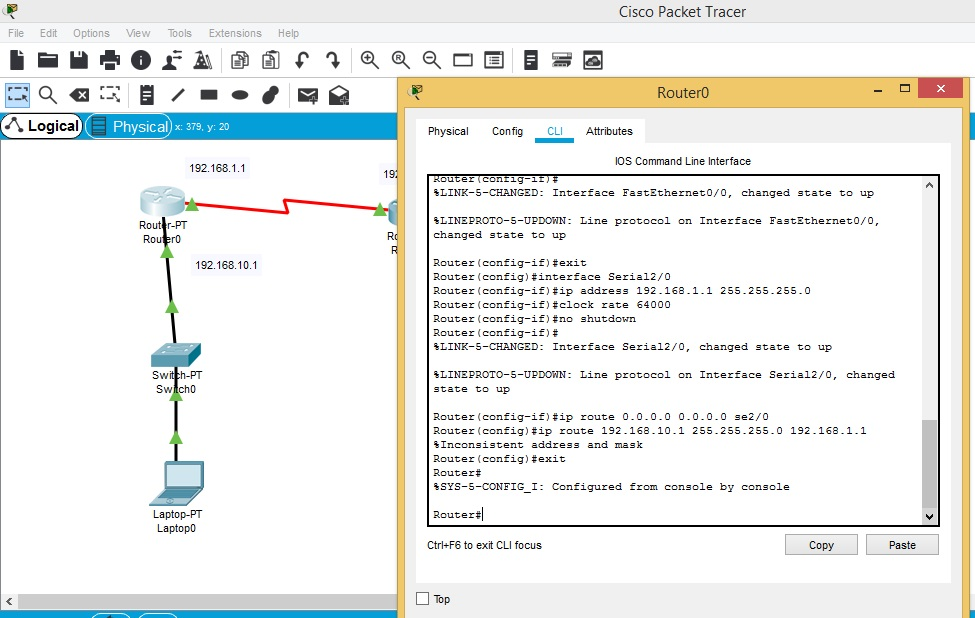 Cisco Packet Tracer
File Edit Options View Tools Extensions Help
Logical Physical x: 379, y: 20
192.168.1.1
Router-PT
Router0
192.168.10.1
Switch-PT
Switch0
Laptop-PT
Laptop0
Router0
Physical Config CLI Attributes
IOS Command Line Interface
Router(config-if)#
%LINK-5-CHANGED: Interface FastEthernet0/0, changed state to up
%LINEPROTO-5-UPDOWN: Line protocol on Interface FastEthernet0/0,
changed state to up
Router(config-if)#exit
Router(config)#interface Serial2/0
Router(config-if)#ip address 192.168.1.1 255.255.255.0
Router(config-if)#clock rate 64000
Router(config-if)#no shutdown
Router(config-if)#
%LINK-5-CHANGED: Interface Serial2/0, changed state to up
%LINEPROTO-5-UPDOWN: Line protocol on Interface Serial2/0, changed
state to up
Router(config-if)#ip route 0.0.0.0 0.0.0.0 se2/0
Router(config)#ip route 192.168.10.1 255.255.255.0 192.168.1.1
%Inconsistent address and mask
Router(config)#exit
Router#
%SYS-5-CONFIG_I: Configured from console by console
Router#
Ctrl+F6 to exit CLI focus
Copy Paste
Top